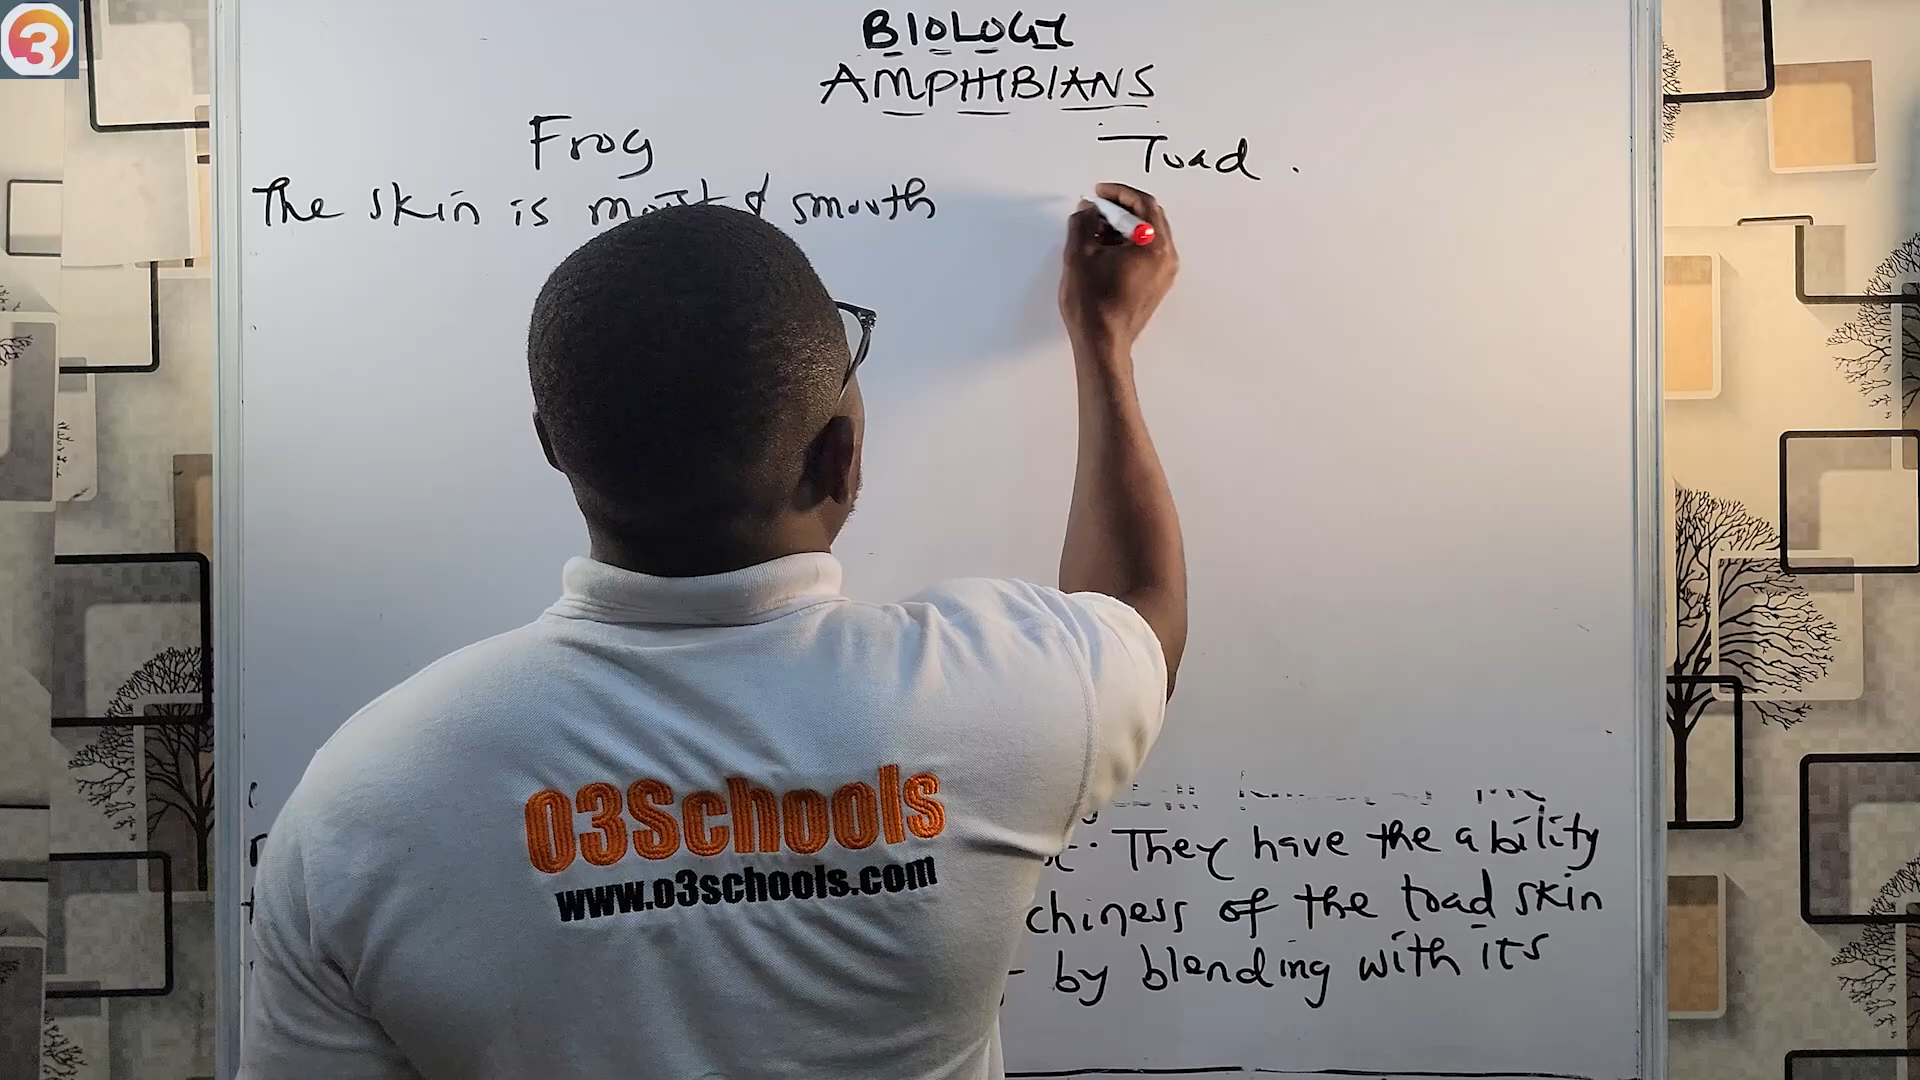 3
BIOLOGY
AMPHIBIANS
Frog
Toad.
The skin is moist & smooth
They have the ability
chiness of the toad skin
by blending with its
O3Schools
www.o3schools.com